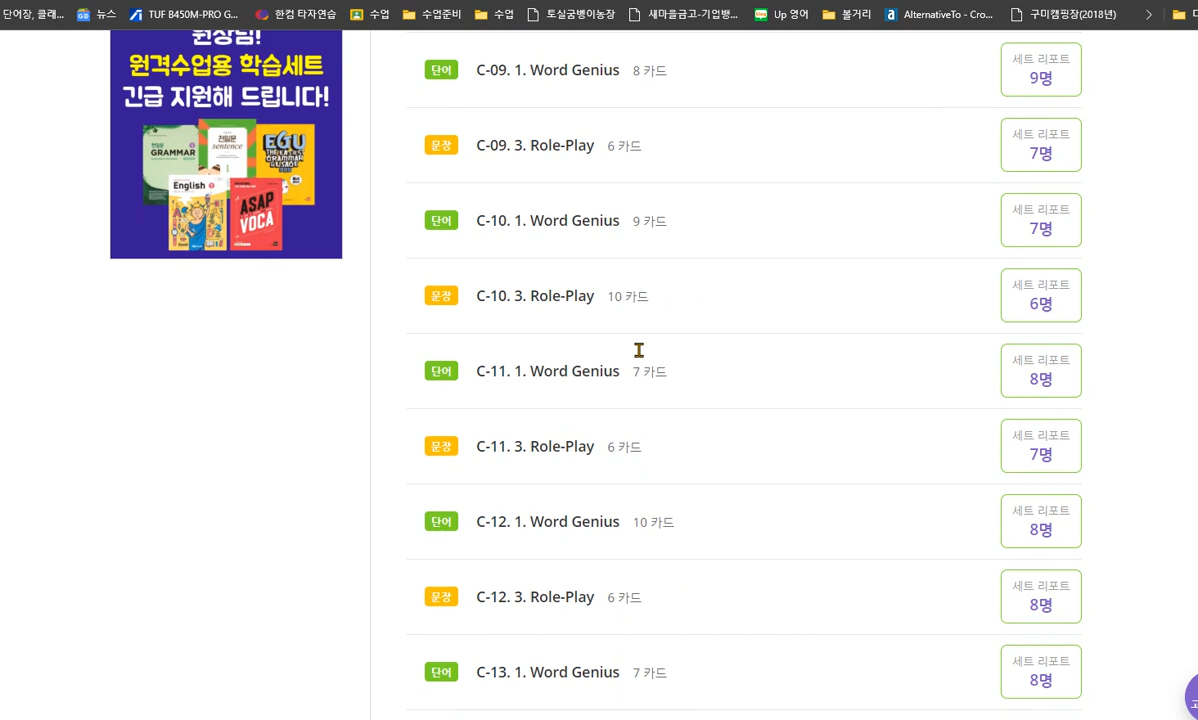 단어장, 클래... 뉴스 TUF B450M-PRO G... 한컴 타자연습 수업 수업준비 수업 토실굼벵이농장 새마을금고-기업뱅... Up 영어 볼거리 AlternativeTo - Cro... 구미캠핑장(2018년)
원장님!
원격수업용 학습세트
긴급 지원해 드립니다!
천일문
GRAMMAR
천일문
sentence
1
EGU
English
ASAP
VOCA
단어 C-09. 1. Word Genius 8 카드 세트 리포트
9명
문장 C-09. 3. Role-Play 6 카드 세트 리포트
7명
단어 C-10. 1. Word Genius 9 카드 세트 리포트
7명
문장 C-10. 3. Role-Play 10 카드 세트 리포트
6명
단어 C-11. 1. Word Genius 7 카드 세트 리포트
8명
문장 C-11. 3. Role-Play 6 카드 세트 리포트
7명
단어 C-12. 1. Word Genius 10 카드 세트 리포트
8명
문장 C-12. 3. Role-Play 6 카드 세트 리포트
8명
단어 C-13. 1. Word Genius 7 카드 세트 리포트
8명